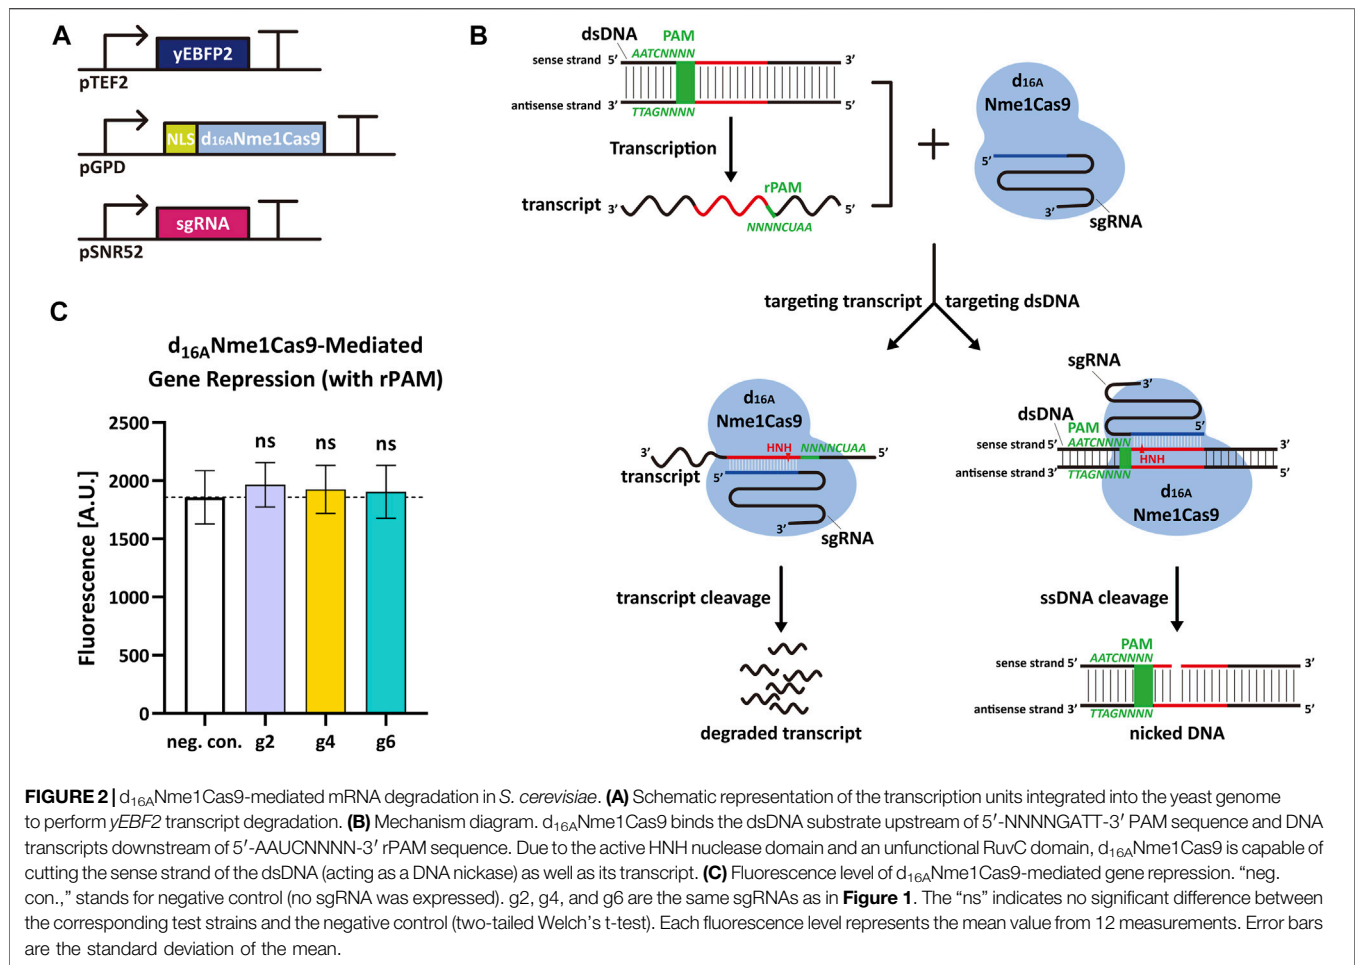 A
yEBFP2
pTEF2
NLS d16ANme1Cas9
pGPD
sgRNA
pSNR52
B
dsDNA
PAM
AATCNNNN
sense strand 5′ 3′
antisense strand 3′ 5′
TTAGNNNN
Transcription
rPAM
transcript 3′ 5′
NNNNCUAA
d16A
Nme1Cas9
5′
3′
sgRNA
targeting transcript targeting dsDNA
d16A
Nme1Cas9
3′ HNH NNNNCUAA 5′
transcript
5′
3′
sgRNA
transcript cleavage
degraded transcript
sgRNA
3′
dsDNA
PAM
5′
AATCNNNN
sense strand 5′ 3′
HNH
antisense strand 3′ 5′
TTAGNNNN
d16A
Nme1Cas9
ssDNA cleavage
PAM
AATCNNNN
sense strand 5′ 3′
antisense strand 3′ 5′
TTAGNNNN
nicked DNA
C
d16ANme1Cas9-Mediated
Gene Repression (with rPAM)
Fluorescence [A.U.]
2500
2000
1500
1000
500
0
ns ns ns
neg. con. g2 g4 g6
FIGURE 2 | d16ANme1Cas9-mediated mRNA degradation in S. cerevisiae. (A) Schematic representation of the transcription units integrated into the yeast genome
to perform yEBF2 transcript degradation. (B) Mechanism diagram. d16ANme1Cas9 binds the dsDNA substrate upstream of 5′-NNNNGATT-3′ PAM sequence and DNA
transcripts downstream of 5′-AAUCNNNN-3′ rPAM sequence. Due to the active HNH nuclease domain and an unfunctional RuvC domain, d16ANme1Cas9 is capable of
cutting the sense strand of the dsDNA (acting as a DNA nickase) as well as its transcript. (C) Fluorescence level of d16ANme1Cas9-mediated gene repression. “neg.
con.,” stands for negative control (no sgRNA was expressed). g2, g4, and g6 are the same sgRNAs as in Figure 1. The “ns” indicates no significant difference between
the corresponding test strains and the negative control (two-tailed Welch’s t-test). Each fluorescence level represents the mean value from 12 measurements. Error bars
are the standard deviation of the mean.